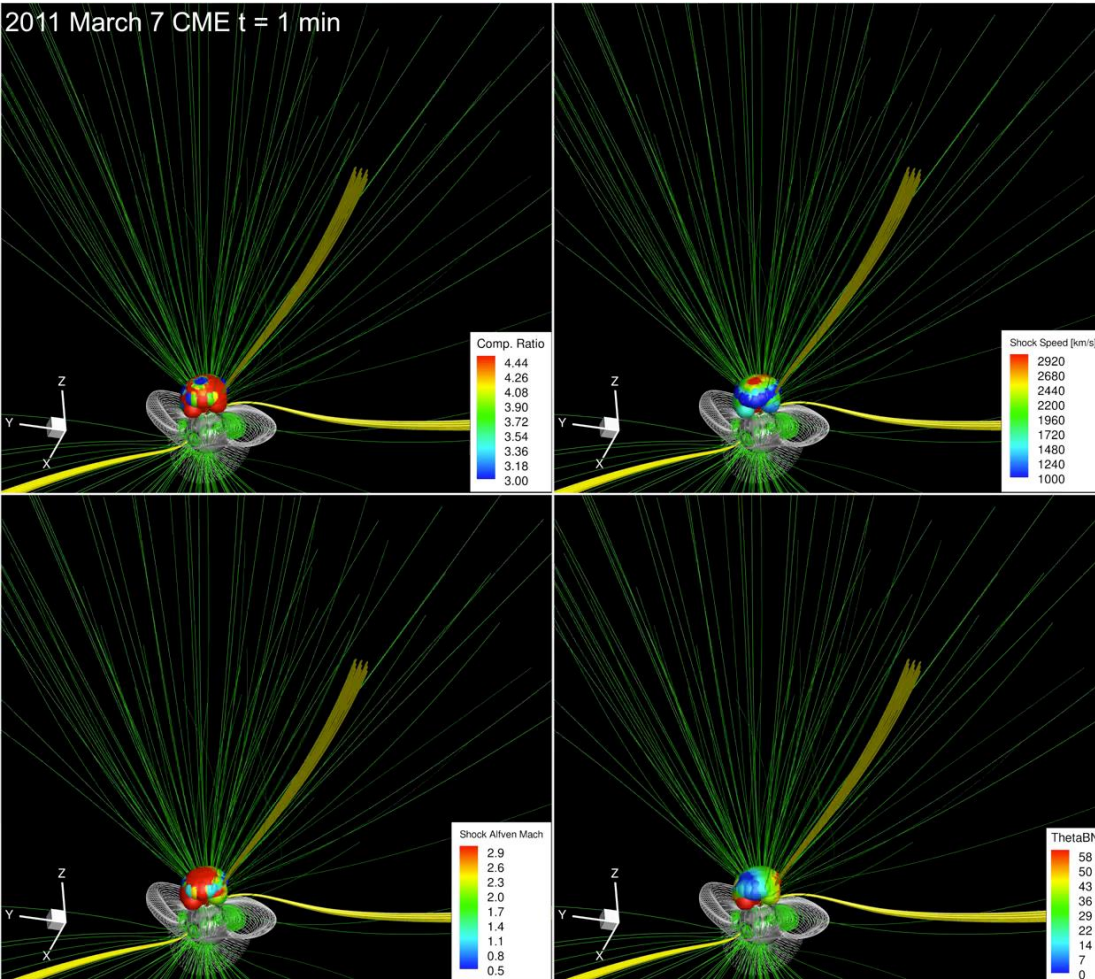 2011 March 7 CME t = 1 min
Comp. Ratio
4.44
4.26
4.08
3.90
3.72
3.54
3.36
3.18
3.00
Z
Y
X
Shock Speed [km/s]
2920
2680
2440
2200
1960
1720
1480
1240
1000
Z
Y
X
Shock Alfven Mach
2.9
2.6
2.3
2.0
1.7
1.4
1.1
0.8
0.5
Z
Y
X
ThetaBN
58
50
43
36
29
22
14
7
0
Z
Y
X